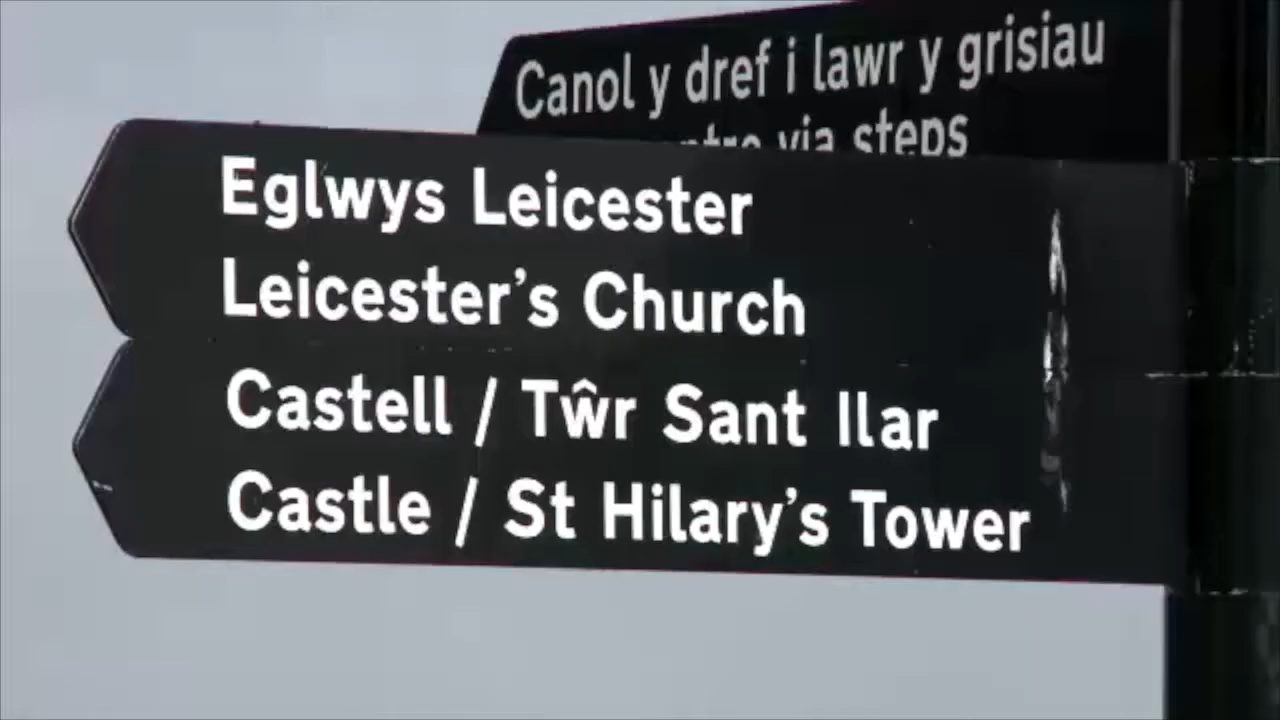 Canol y dref i lawr y grisiau
via steps
Eglwys Leicester
Leicester's Church
Castell / Tŵr Sant Ilar
Castle / St Hilary's Tower